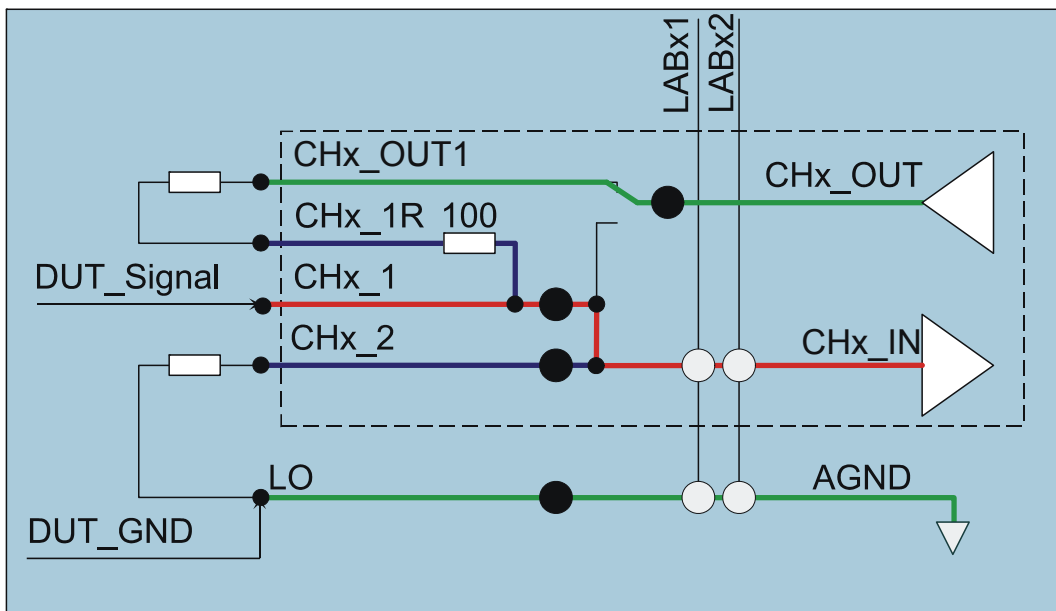 LABx1
LABx2
CHx_OUT1
CHx_OUT
CHx_1R 100
DUT_Signal
CHx_1
CHx_2
CHx_IN
LO
AGND
DUT_GND